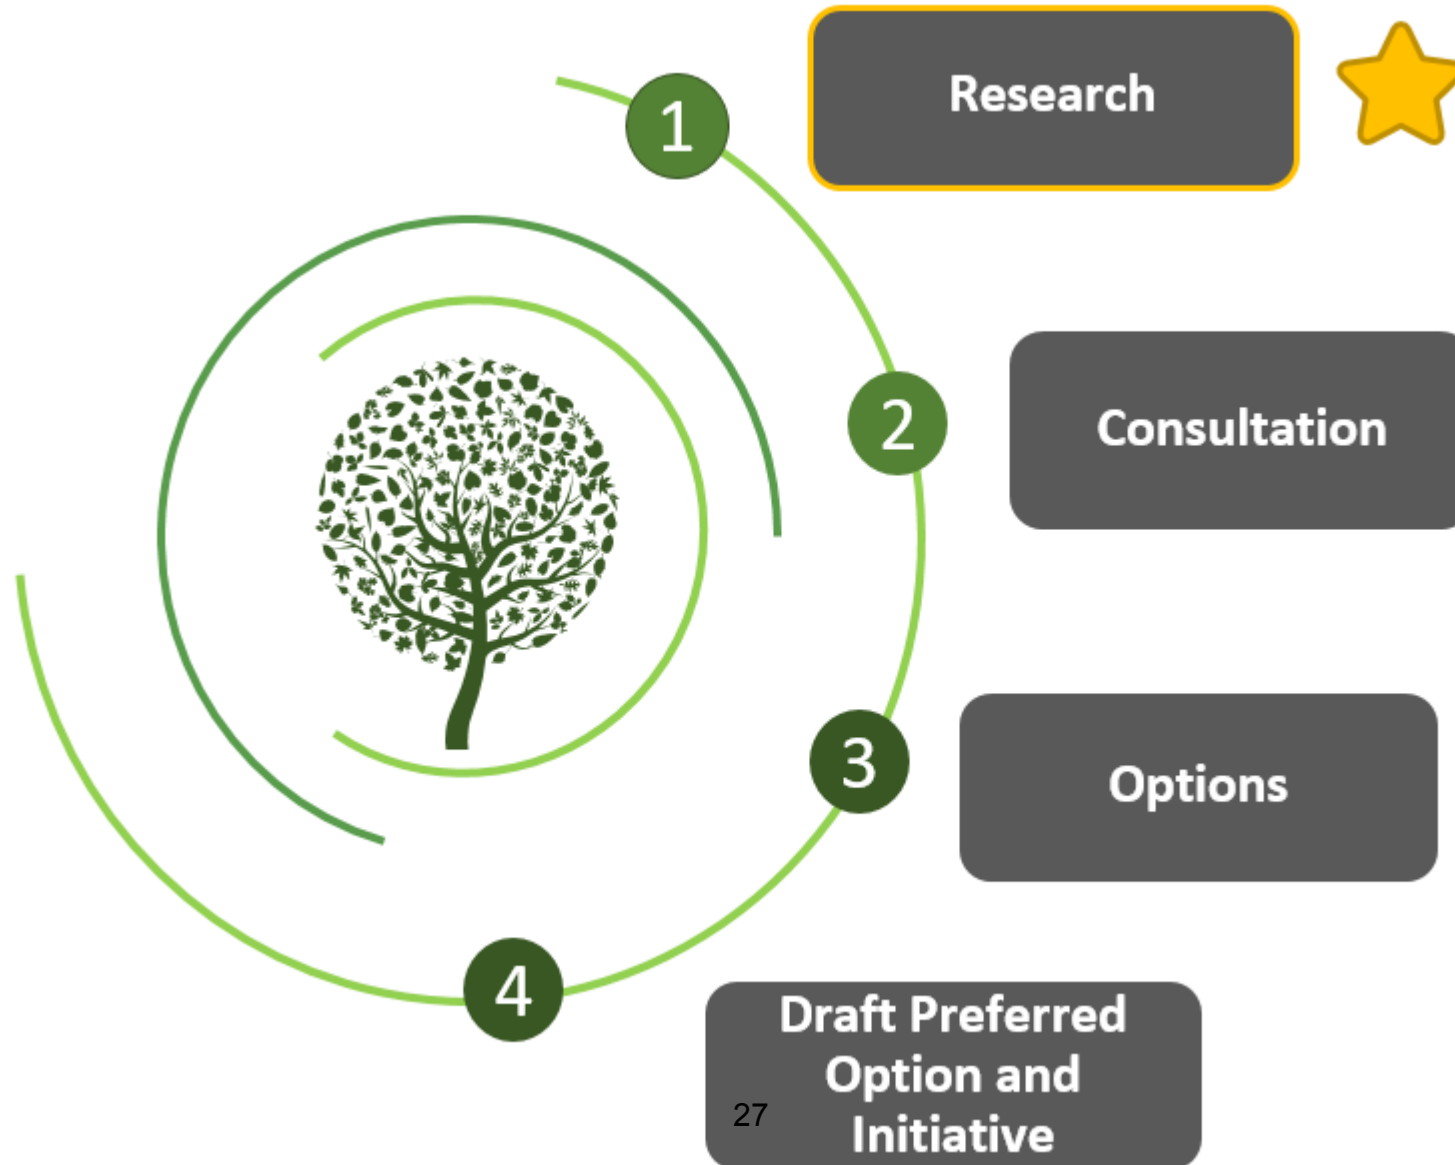 1
Research
2
Consultation
3
Options
4
Draft Preferred
Option and
Initiative
27